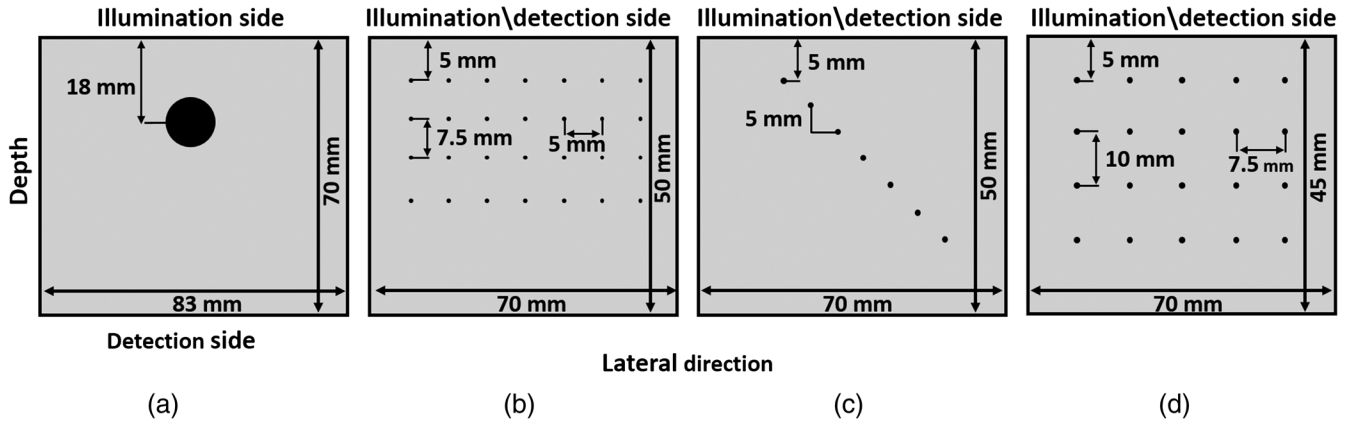 Illumination side
Illumination\detection side
Illumination\detection side
Illumination\detection side
18 mm
70 mm
83 mm
Detection side
Depth
5 mm
7.5 mm
5 mm
50 mm
70 mm
5 mm
5 mm
50 mm
70 mm
5 mm
10 mm
7.5 mm
45 mm
70 mm
Lateral direction
(a)
(b)
(c)
(d)